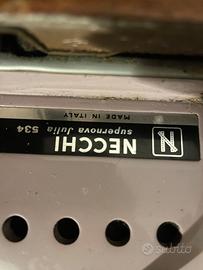 N
NECCHI
supernova Julia 534
MADE IN ITALY
subito